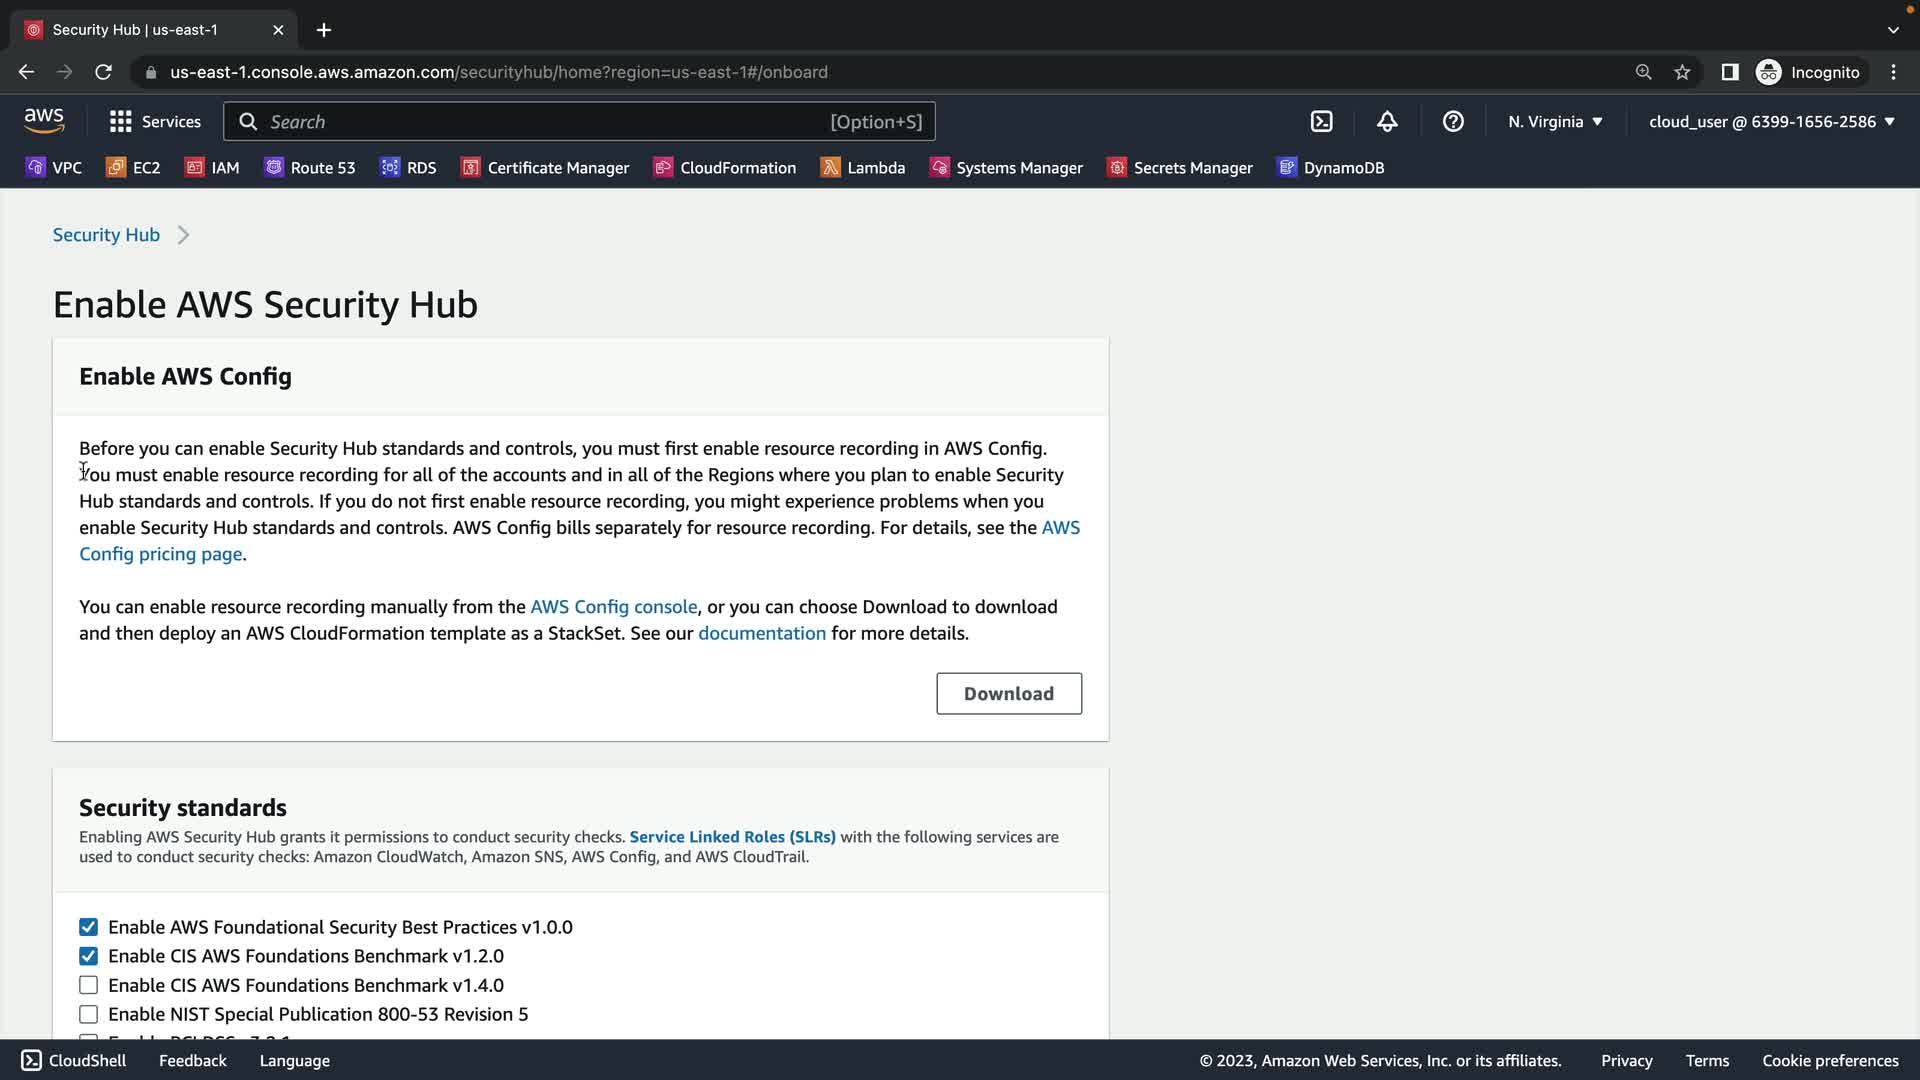 Security Hub | us-east-1
us-east-1.console.aws.amazon.com/securityhub/home?region=us-east-1#/onboard
Incognito
aws
Services
Search
[Option+S]
N. Virginia
cloud_user @ 6399-1656-2586
VPC
EC2
IAM
Route 53
RDS
Certificate Manager
CloudFormation
Lambda
Systems Manager
Secrets Manager
DynamoDB
Security Hub
Enable AWS Security Hub
Enable AWS Config
Before you can enable Security Hub standards and controls, you must first enable resource recording in AWS Config.
You must enable resource recording for all of the accounts and in all of the Regions where you plan to enable Security
Hub standards and controls. If you do not first enable resource recording, you might experience problems when you
enable Security Hub standards and controls. AWS Config bills separately for resource recording. For details, see the AWS
Config pricing page.
You can enable resource recording manually from the AWS Config console, or you can choose Download to download
and then deploy an AWS CloudFormation template as a StackSet. See our documentation for more details.
Download
Security standards
Enabling AWS Security Hub grants it permissions to conduct security checks. Service Linked Roles (SLRs) with the following services are
used to conduct security checks: Amazon CloudWatch, Amazon SNS, AWS Config, and AWS CloudTrail.
Enable AWS Foundational Security Best Practices v1.0.0
Enable CIS AWS Foundations Benchmark v1.2.0
Enable CIS AWS Foundations Benchmark v1.4.0
Enable NIST Special Publication 800-53 Revision 5
CloudShell
Feedback
Language
© 2023, Amazon Web Services, Inc. or its affiliates.
Privacy
Terms
Cookie preferences